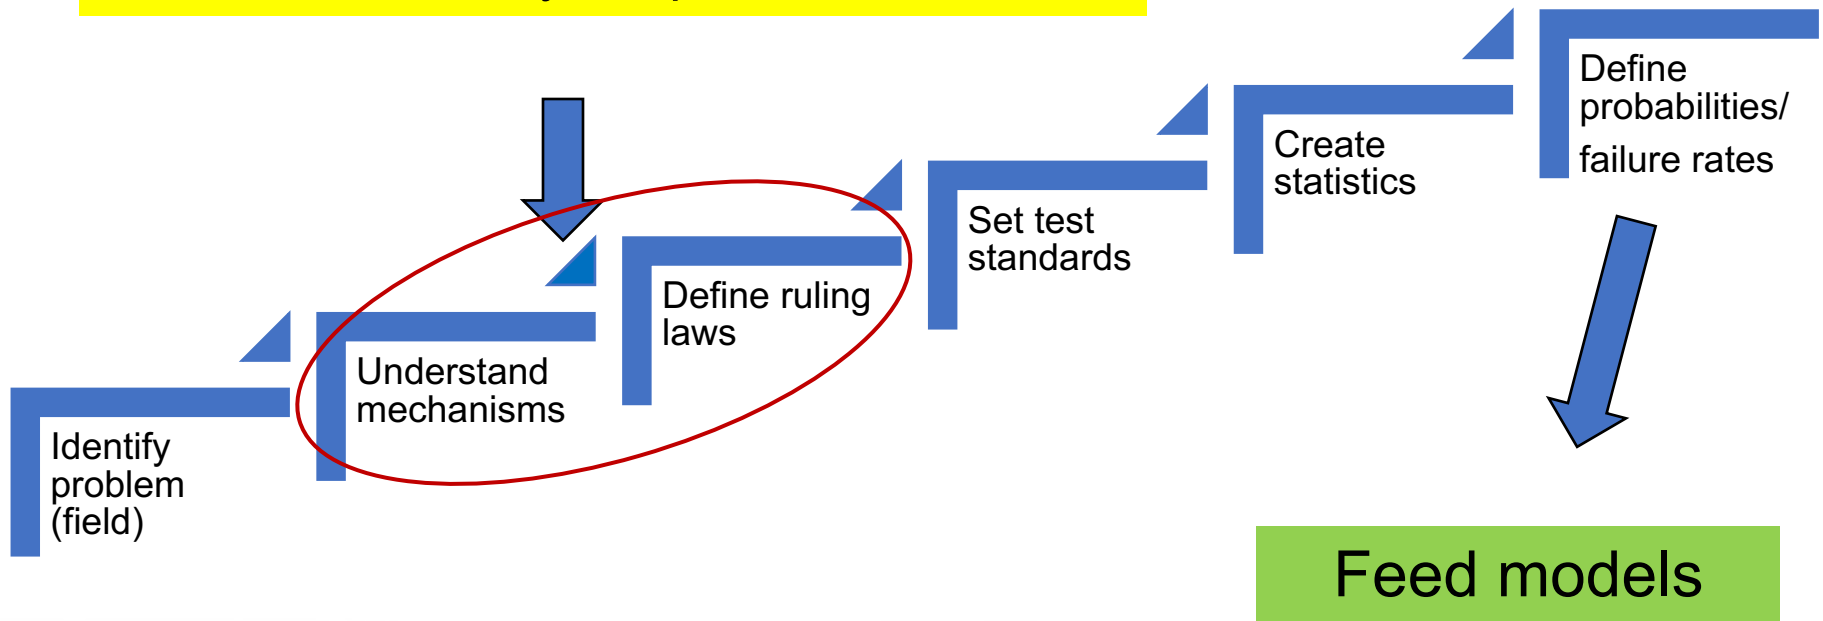 Identify
problem
(field)
Understand
mechanisms
Define ruling
laws
Set test
standards
Create
statistics
Define
probabilities/
failure rates
Feed models